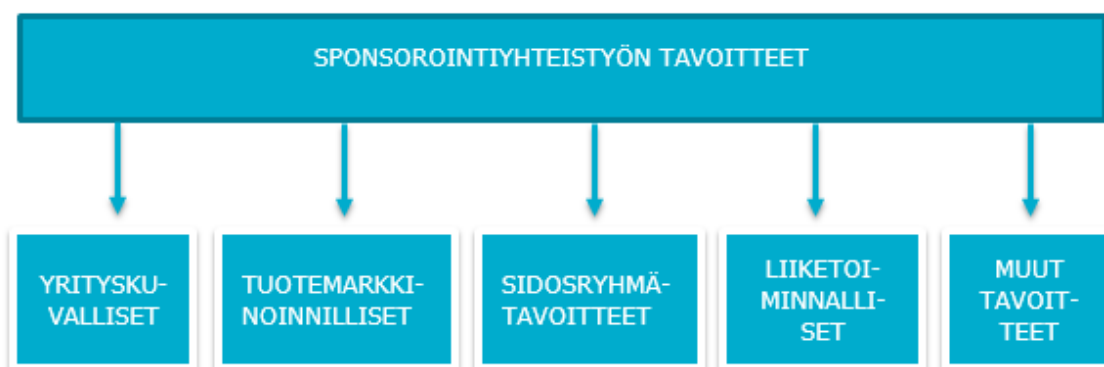 SPONSOROINTIYHTEISTYÖN TAVOITTEET
YRITYSKU-
VALLISET
TUOTEMARKKI-
NOINNILLISET
SIDOSRYHMÄ-
TAVOITTEET
LIIKETOI-
MINNALLI-
SET
MUUT
TAVOIT-
TEET